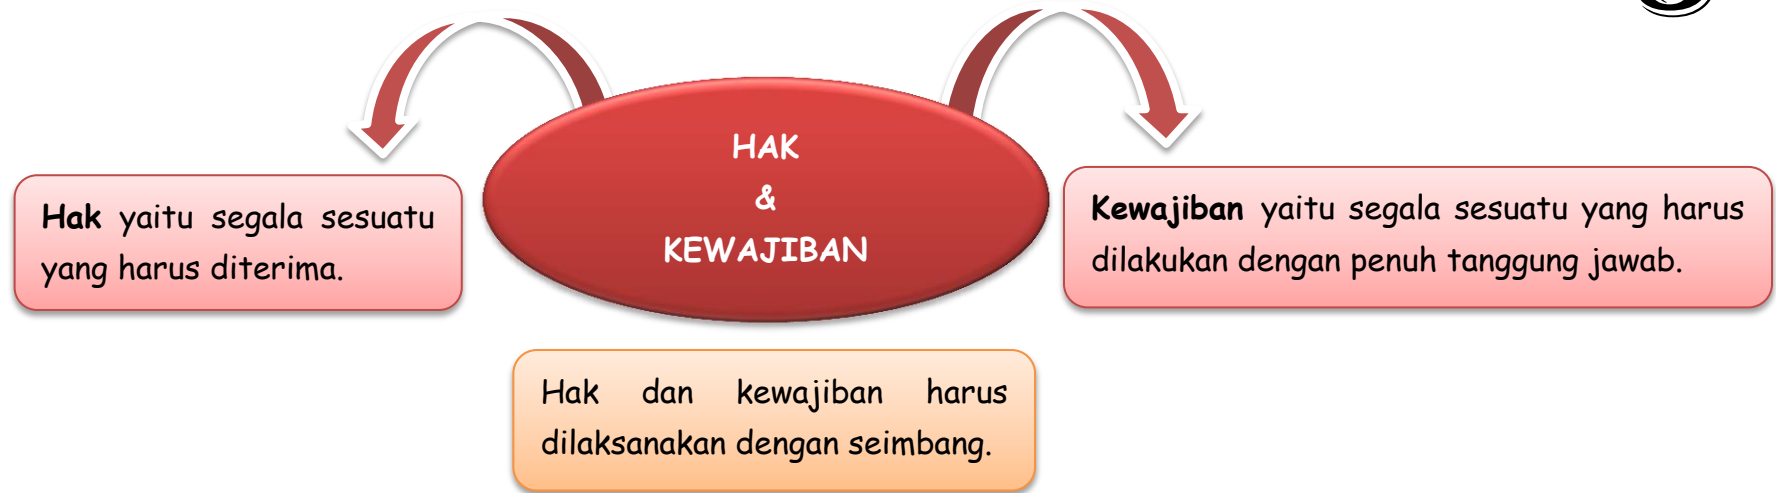 HAK
&
KEWAJIBAN
Hak yaitu segala sesuatu
yang harus diterima.
Kewajiban yaitu segala sesuatu yang harus
dilakukan dengan penuh tanggung jawab.
Hak dan kewajiban harus
dilaksanakan dengan seimbang.